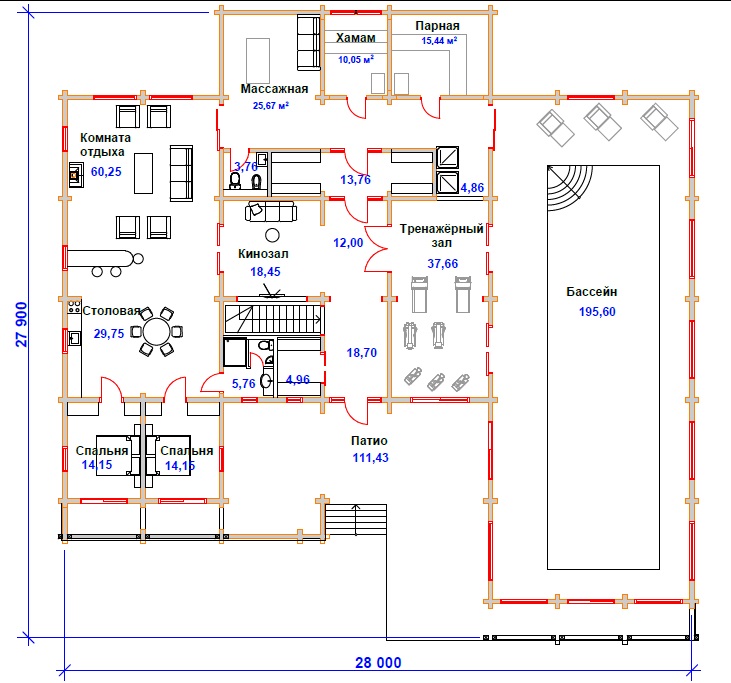 Парная
15,44 м²
Хамам
10,05 м²
Массажная
25,67 м²
Комната
отдыха
60,25
3,76
13,76
4,86
Тренажёрный
зал
37,66
12,00
Кинозал
18,45
Бассейн
195,60
Столовая
29,75
18,70
5,76
4,96
Патио
111,43
Спальня
14,15
Спальня
14,15
27 900
28 000